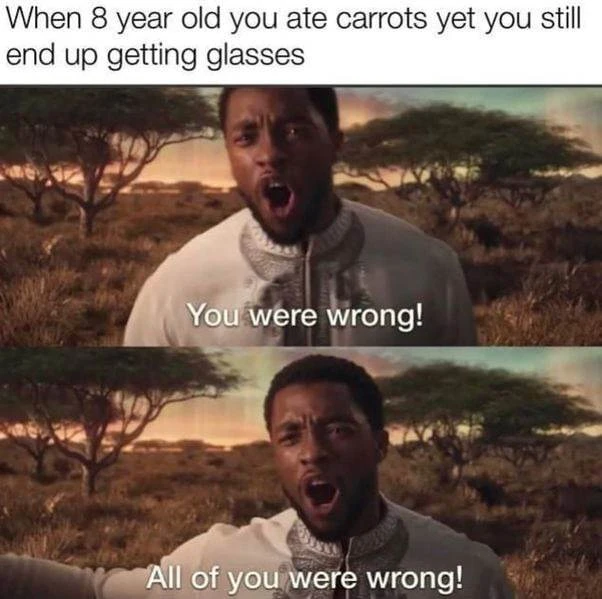 When 8 year old you ate carrots yet you still
end up getting glasses
You were wrong!
All of you were wrong!